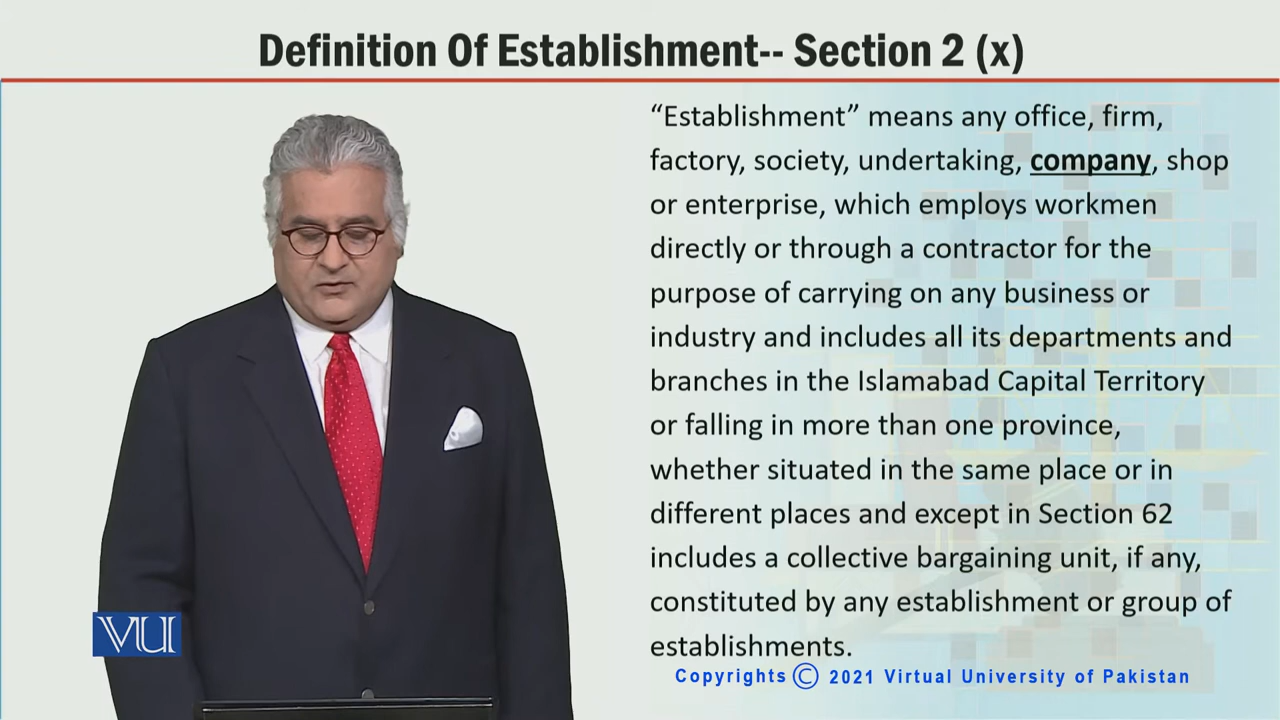 Definition Of Establishment-- Section 2 (x)
“Establishment” means any office, firm,
factory, society, undertaking, company, shop
or enterprise, which employs workmen
directly or through a contractor for the
purpose of carrying on any business or
industry and includes all its departments and
branches in the Islamabad Capital Territory
or falling in more than one province,
whether situated in the same place or in
different places and except in Section 62
includes a collective bargaining unit, if any,
constituted by any establishment or group of
establishments.
VU
Copyrights © 2021 Virtual University of Pakistan